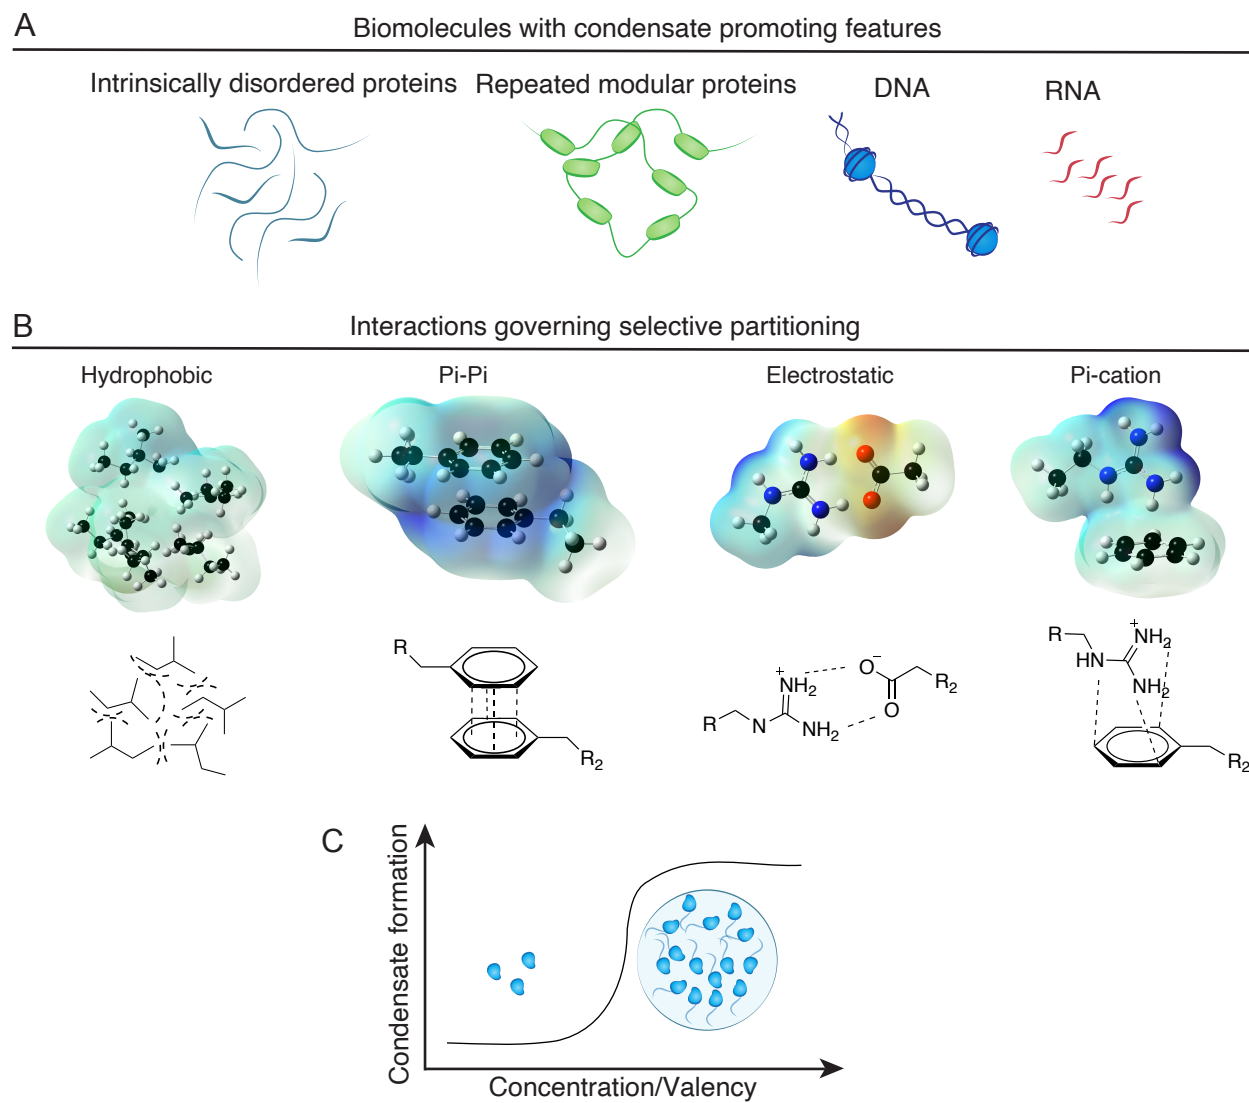 A
Biomolecules with condensate promoting features
Intrinsically disordered proteins
Repeated modular proteins
DNA
RNA
B
Interactions governing selective partitioning
Hydrophobic
Pi-Pi
Electrostatic
Pi-cation
R
R2
R
N
+
NH2
NH2
O−
O
R2
R
HN
+
NH2
NH2
R2
C
Condensate formation
Concentration/Valency